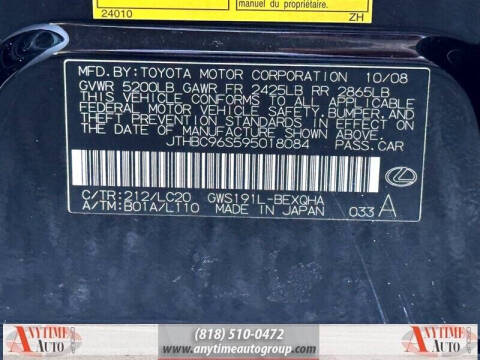 manuel du propriétaire.
24010
ZH
MFD. BY: TOYOTA MOTOR CORPORATION 10/08
GVWR 5200LB GAWR FR 2425LB RR 2865LB
THIS VEHICLE CONFORMS TO ALL APPLICABLE
FEDERAL MOTOR VEHICLE SAFETY, BUMPER, AND
THEFT PREVENTION STANDARDS IN EFFECT ON
THE DATE OF MANUFACTURE SHOWN ABOVE.
JTHBC96S595018084 PASS. CAR
C/TR: 212/LC20 GWS191L-BEXQHA
A/TM: B01A/L110 MADE IN JAPAN 033 A
ANYTIME AUTO
(818) 510-0472
www.anytimeautogroup.com
ANYTIME AUTO